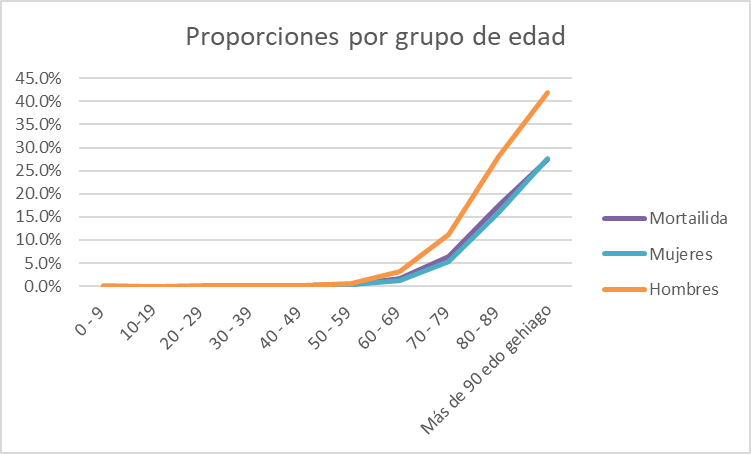 Proporciones por grupo de edad
45.0%
40.0%
35.0%
30.0%
25.0%
20.0%
15.0%
10.0%
5.0%
0.0%
0 - 9
10-19
20 - 29
30 - 39
40 - 49
50 - 59
60 - 69
70 - 79
80 - 89
Más de 90 edo gehiago
Mortailida
Mujeres
Hombres